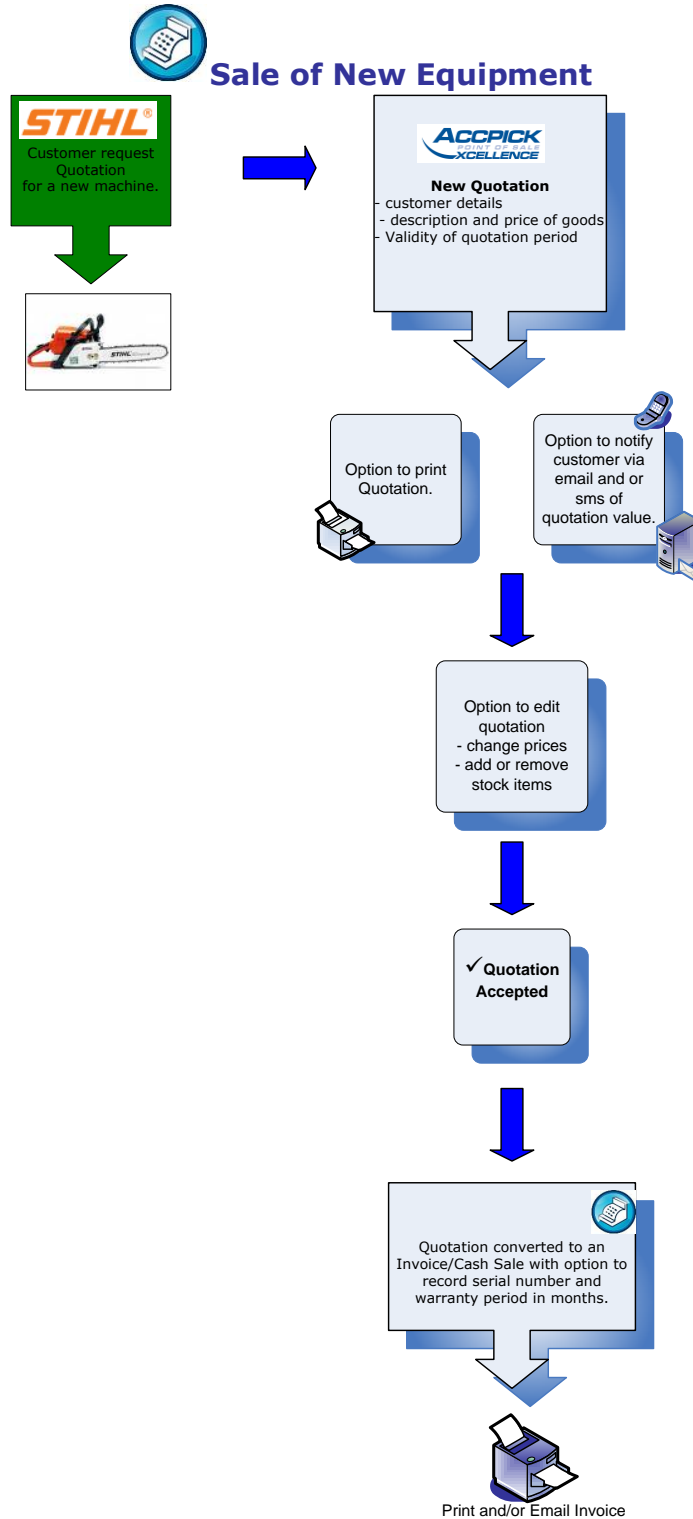 Sale of New Equipment
STIHL®
Customer request
Quotation
for a new machine.
ACCPICK
POINT OF SALE
XCELLENCE
New Quotation
- customer details
- description and price of goods
- Validity of quotation period
STIHL
Option to print
Quotation.
Option to notify
customer via
email and or
sms of
quotation value.
Option to edit
quotation
- change prices
- add or remove
stock items
✓Quotation
Accepted
Quotation converted to an
Invoice/Cash Sale with option to
record serial number and
warranty period in months.
Print and/or Email Invoice